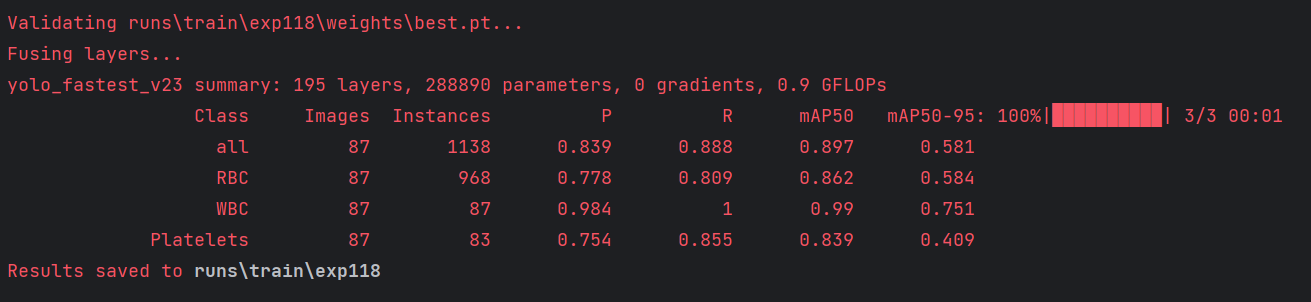 Validating runs\train\exp118\weights\best.pt...
Fusing layers...
yolo_fastest_v23 summary: 195 layers, 288890 parameters, 0 gradients, 0.9 GFLOPs
Class Images Instances P R mAP50 mAP50-95: 100%|██████████| 3/3 00:01
all 87 1138 0.839 0.888 0.897 0.581
RBC 87 968 0.778 0.809 0.862 0.584
WBC 87 87 0.984 1 0.99 0.751
Platelets 87 83 0.754 0.855 0.839 0.409
Results saved to runs\train\exp118